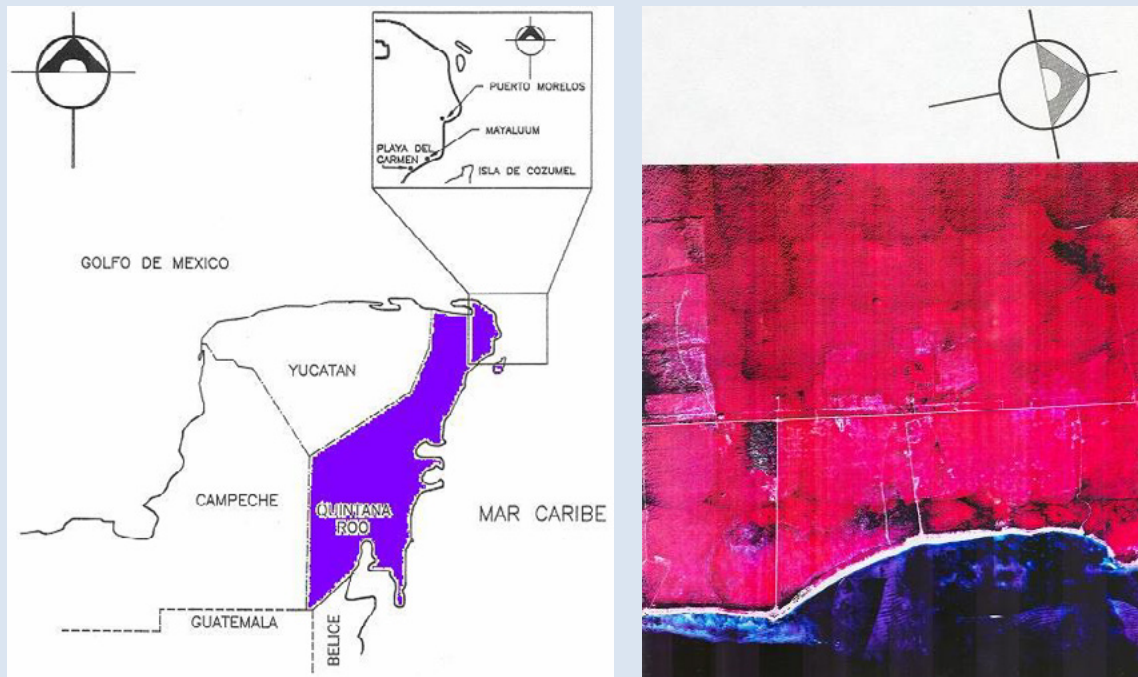 PUERTO MORELOS
MAYALUUM
PLAYA DEL
CARMEN
ISLA DE COZUMEL
GOLFO DE MEXICO
YUCATAN
CAMPECHE
QUINTANA
ROO
MAR CARIBE
GUATEMALA
BELICE